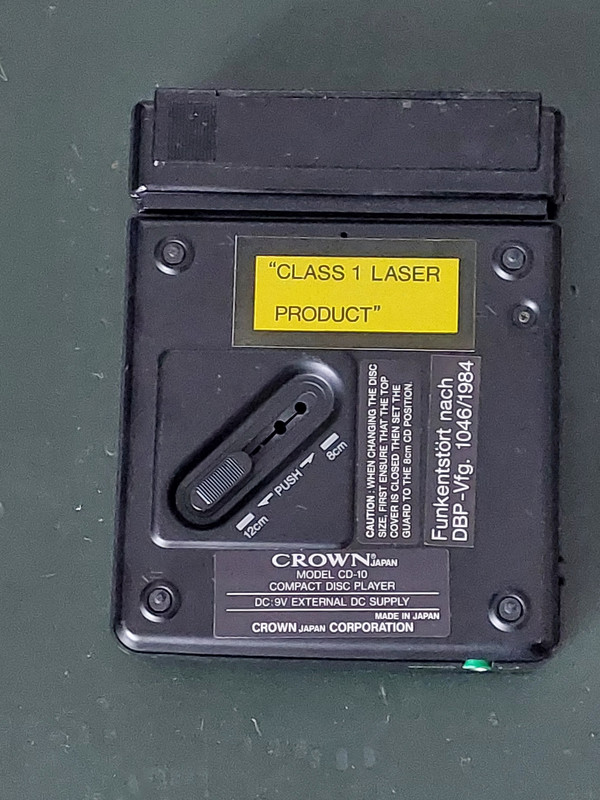 “CLASS 1 LASER
PRODUCT”
CAUTION : WHEN CHANGING THE DISC
SIZE, FIRST ENSURE THAT THE TOP
COVER IS CLOSED THEN SET THE
GUARD TO THE 8cm CD POSITION.
Funkentstört nach
DBP-Vfg. 1046/1984
8cm
PUSH
12cm
CROWN® JAPAN
MODEL CD-10
COMPACT DISC PLAYER
DC:9V EXTERNAL DC SUPPLY
MADE IN JAPAN
CROWN JAPAN CORPORATION